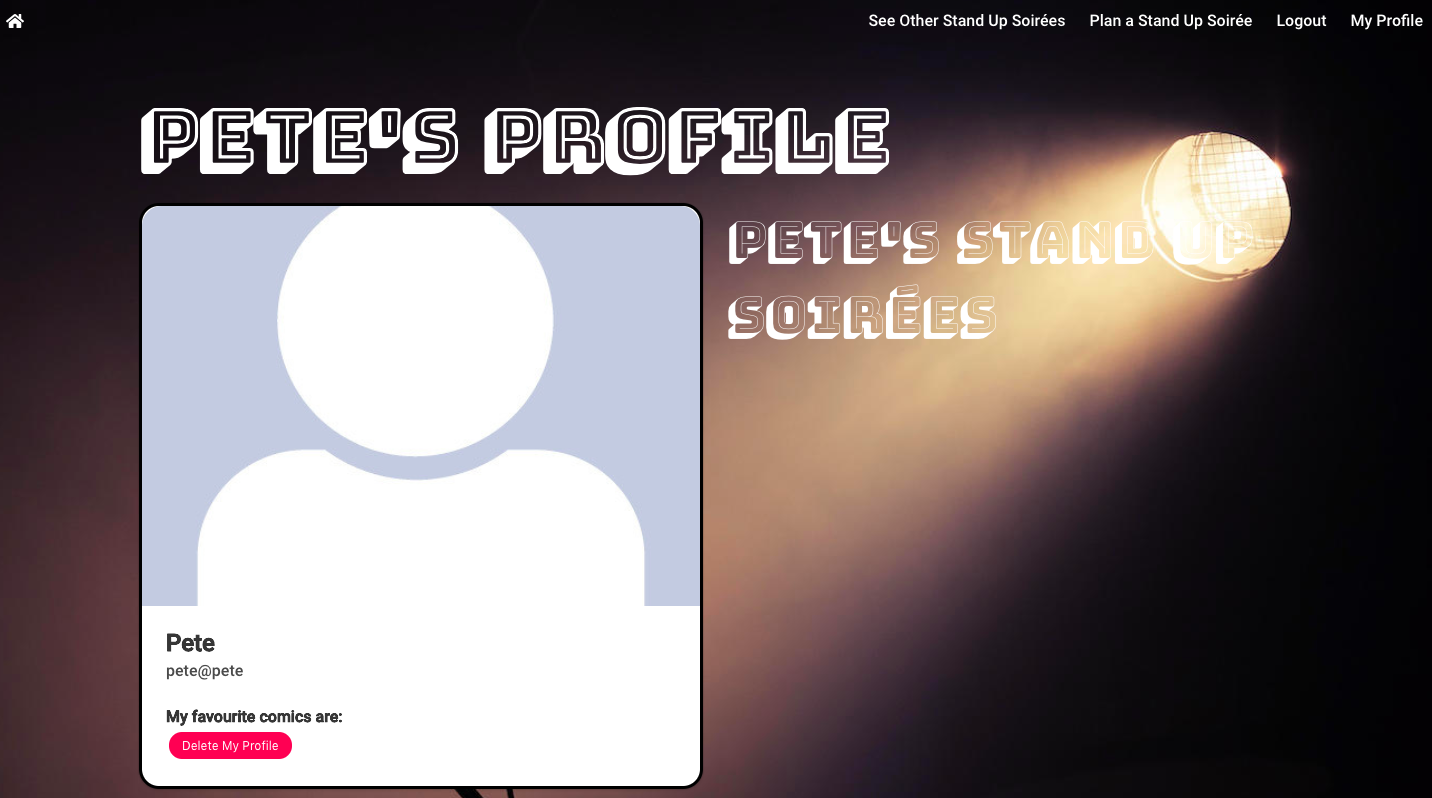 See Other Stand Up Soirées Plan a Stand Up Soirée Logout My Profile
PETE'S PROFILE
PETE'S STAND UP
SOIRÉES
Pete
pete@pete
My favourite comics are:
Delete My Profile